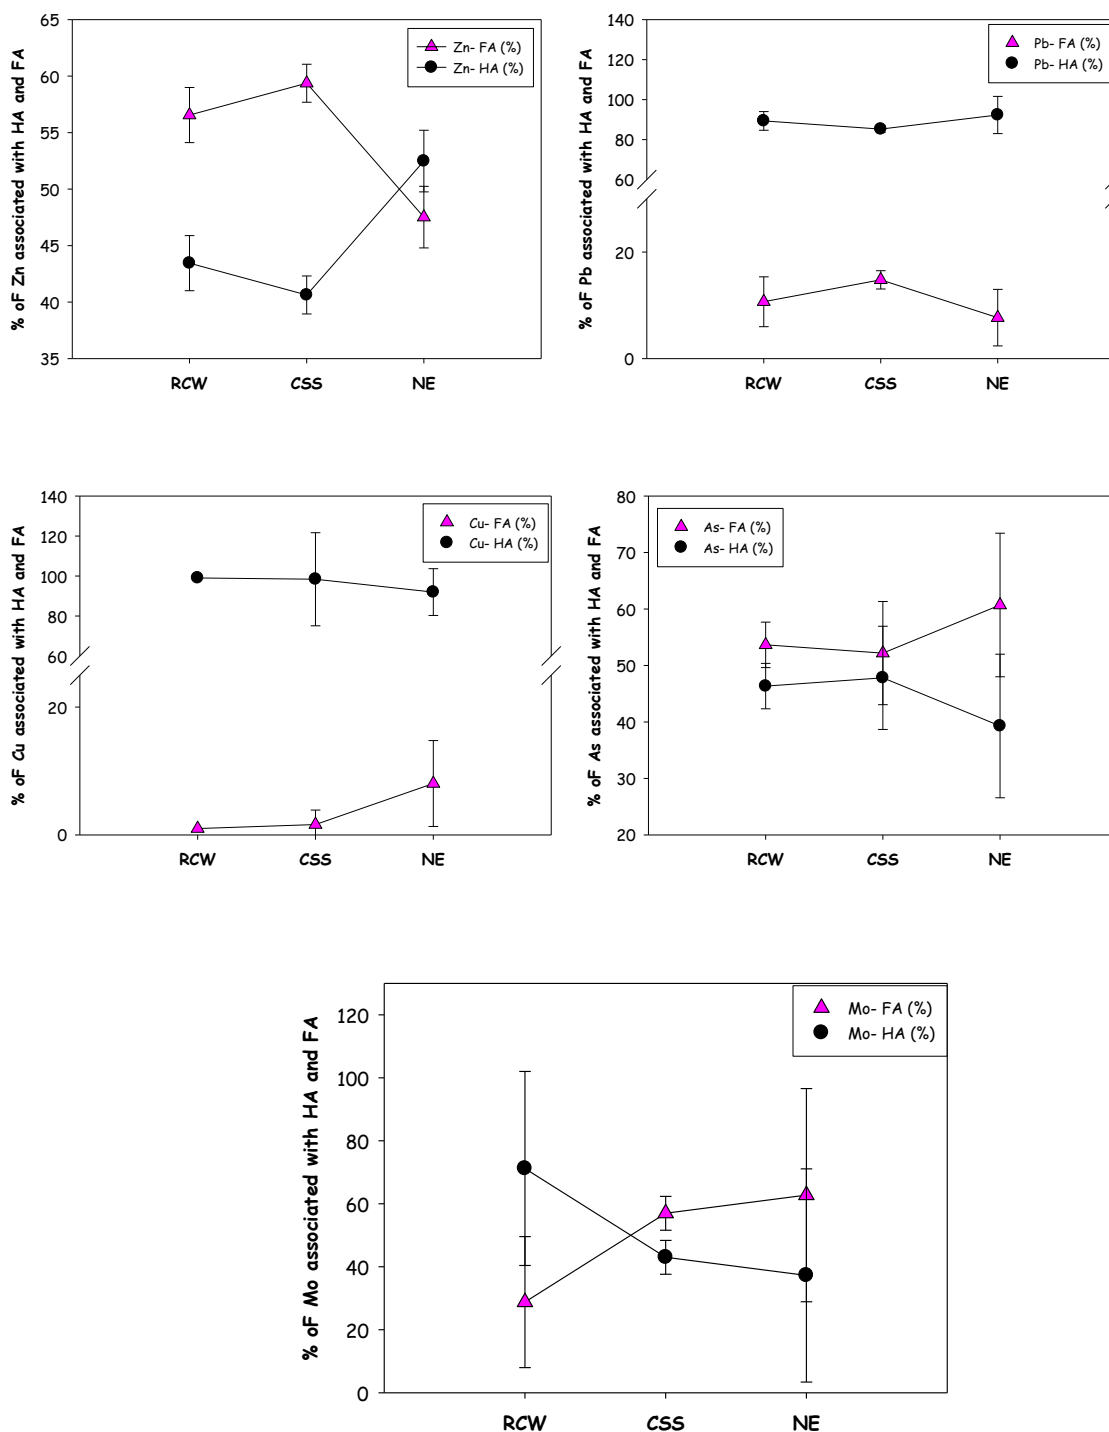 65
60
55
50
45
40
35
% oF Zn associated with HA and FA
Zn- FA (%)
Zn- HA (%)
RCW CSS NE
140
120
100
80
60
20
0
% oF Pb associated with HA and FA
Pb- FA (%)
Pb- HA (%)
RCW CSS NE
140
120
100
80
60
20
0
% oF Cu associated with HA and FA
Cu- FA (%)
Cu- HA (%)
RCW CSS NE
80
70
60
50
40
30
20
% oF As associated with HA and FA
As- FA (%)
As- HA (%)
RCW CSS NE
120
100
80
60
40
20
0
% oF Mo associated with HA and FA
Mo- FA (%)
Mo- HA (%)
RCW CSS NE